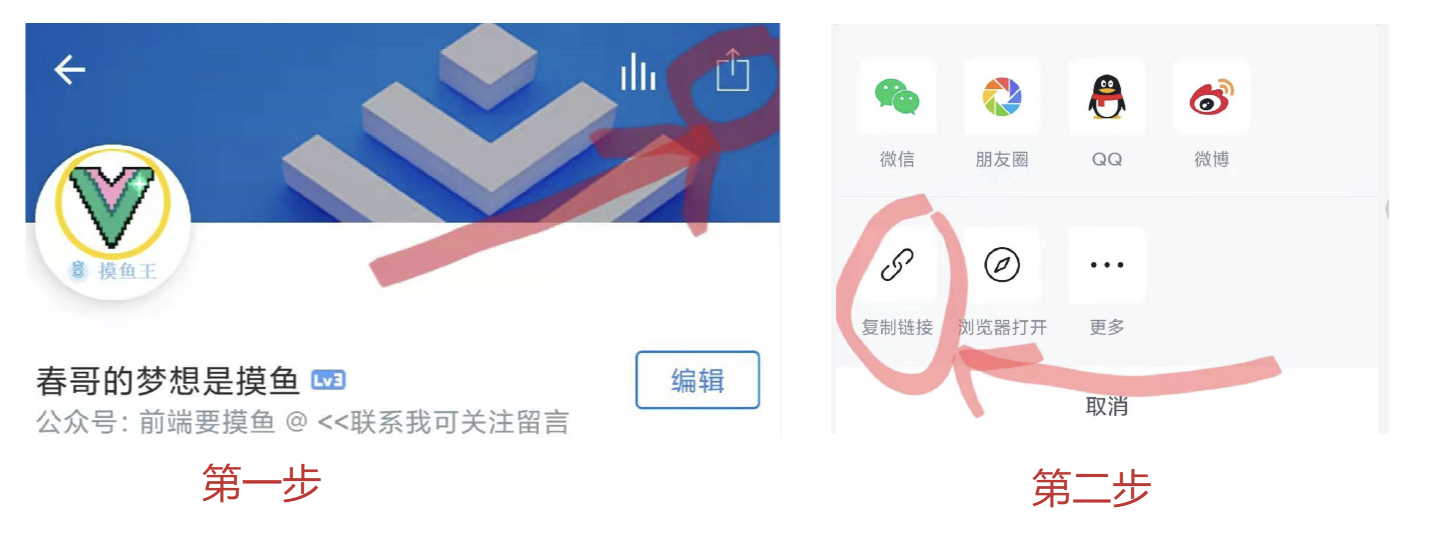 摸鱼王
春哥的梦想是摸鱼 Lv3
编辑
公众号: 前端要摸鱼 @ <<联系我可关注留言
第一步
微信 朋友圈 QQ 微博
复制链接 浏览器打开 更多
取消
第二步